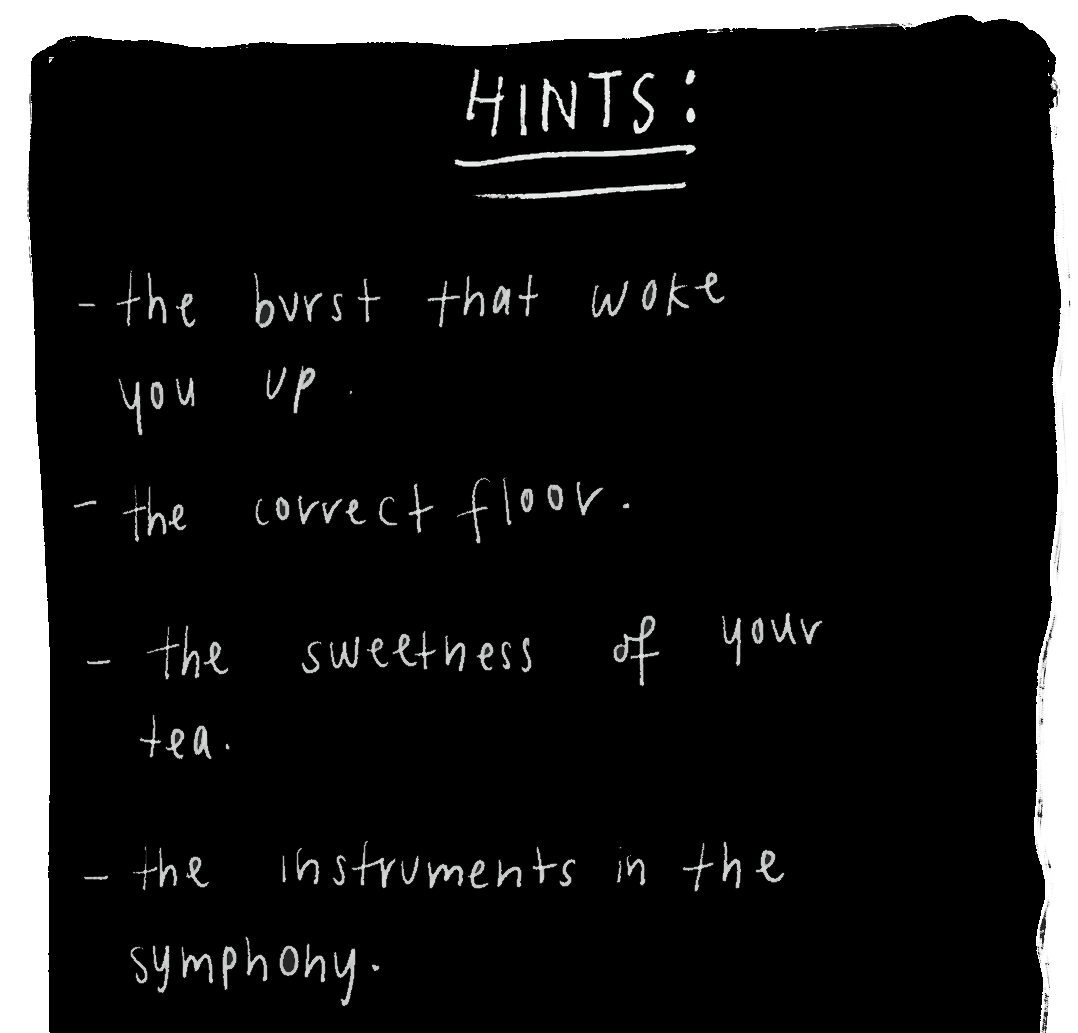 HINTS:
- the burst that woke
you up.
- the correct floor.
- the sweetness of your
tea.
- the instruments in the
symphony.